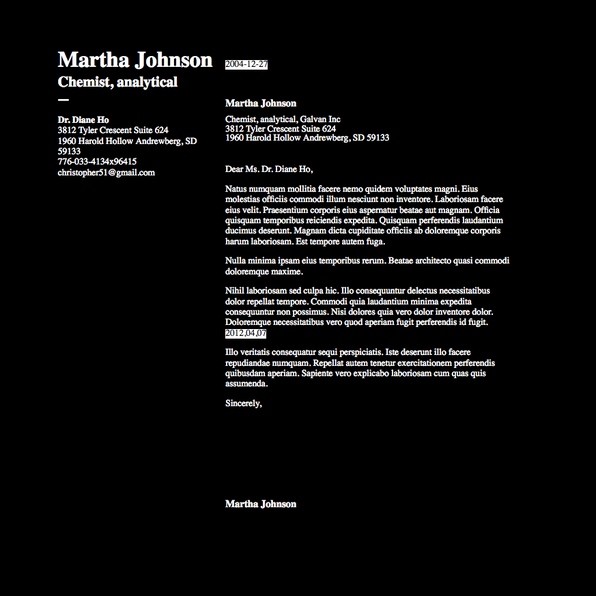 Martha Johnson
Chemist, analytical
Dr. Diane Ho
3812 Tyler Crescent Suite 624
1960 Harold Hollow Andrewberg, SD
59133
776-033-4134x96415
christopher51@gmail.com
2004-12-27
Martha Johnson
Chemist, analytical, Galvan Inc
3812 Tyler Crescent Suite 624
1960 Harold Hollow Andrewberg, SD 59133
Dear Ms. Dr. Diane Ho,
Natus numquam mollitia facere nemo quidem voluptates magni. Eius
molestias officiis commodi illum nesciunt non inventore. Laboriosam facere
eius velit. Praesentium corporis eius aspernatur beatae aut magnam. Officia
quisquam temporibus reiciendis expedita. Quisquam perferendis laudantium
ducimus deserunt. Magnam dicta cupiditate officiis ab doloremque corporis
harum laboriosam. Est tempore autem fuga.
Nulla minima ipsam eius temporibus rerum. Beatae architecto quasi commodi
doloremque maxime.
Nihil laboriosam sed culpa hic. Illo consequuntur delectus necessitatibus
dolor repellat tempore. Commodi quia laudantium minima expedita
consequuntur non possimus. Nisi dolores quia vero dolor inventore dolor.
Doloremque necessitatibus vero quod aperiam fugit perferendis id fugit.
2012,04,07
Illo veritatis consequatur sequi perspiciatis. Iste deserunt illo facere
repudiandae numquam. Repellat autem tenetur exercitationem perferendis
quibusdam aperiam. Sapiente vero explicabo laboriosam cum quas quis
assumenda.
Sincerely,
Martha Johnson